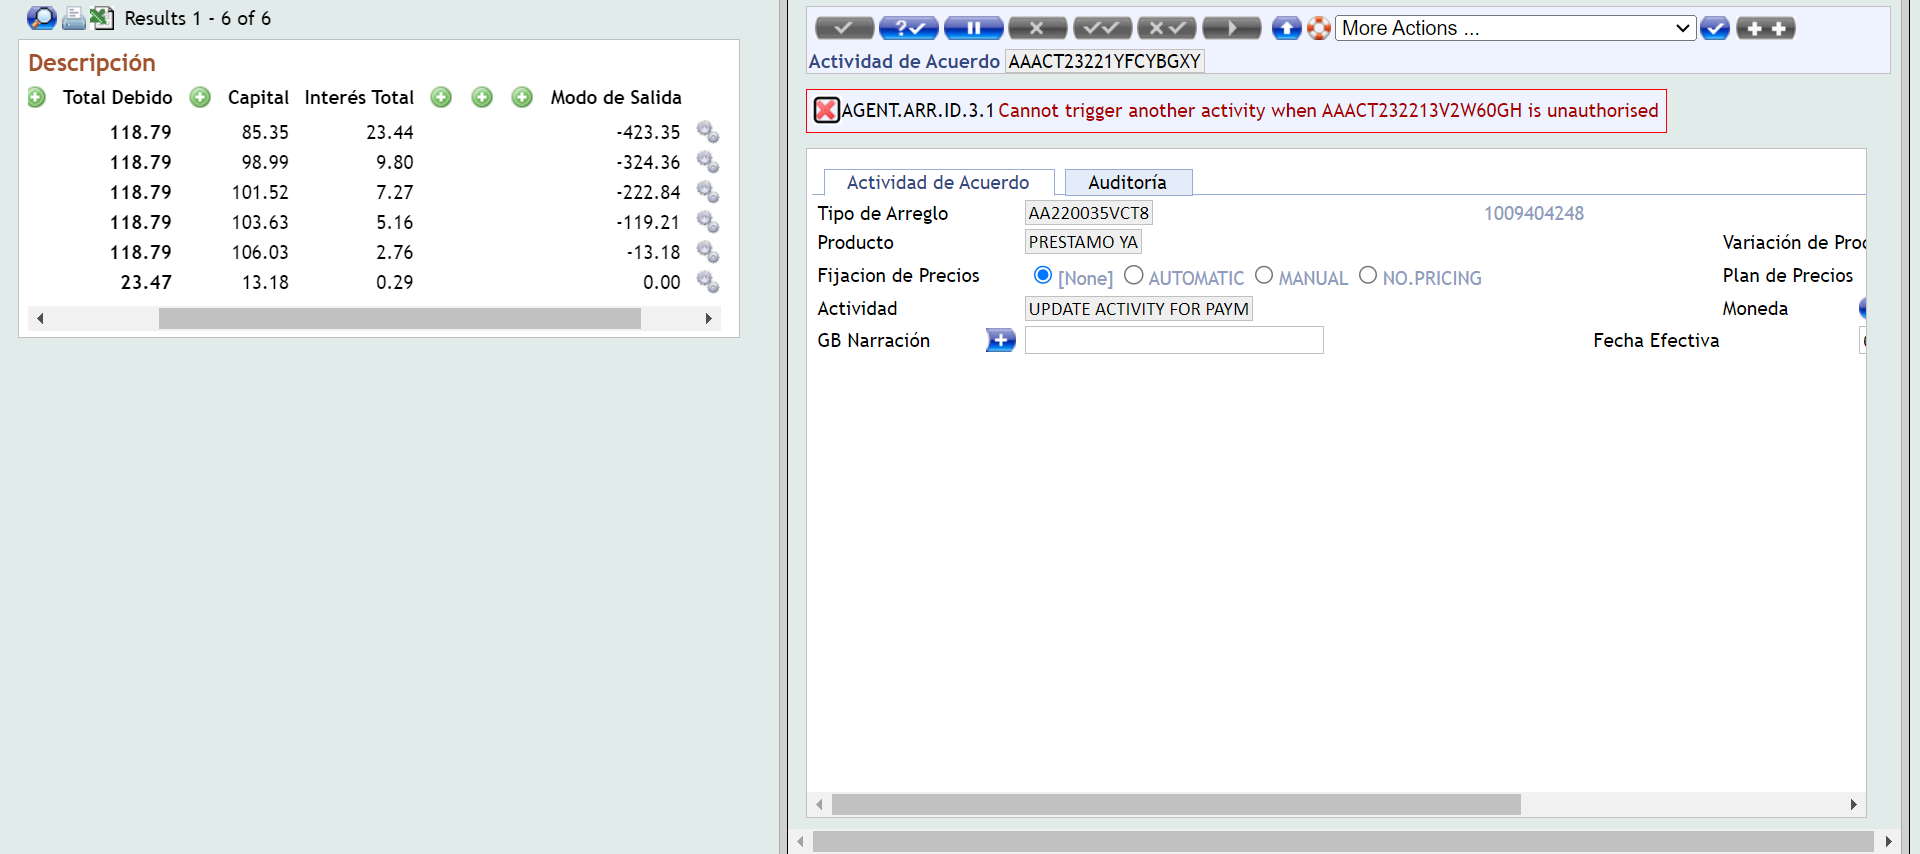 Results 1 - 6 of 6
Descripción
Total Debido Capital Interés Total Modo de Salida
118.79 85.35 23.44 -423.35
118.79 98.99 9.80 -324.36
118.79 101.52 7.27 -222.84
118.79 103.63 5.16 -119.21
118.79 106.03 2.76 -13.18
23.47 13.18 0.29 0.00
More Actions ...
Actividad de Acuerdo AAACT23221YFCYBGXY
AGENT.ARR.ID.3.1 Cannot trigger another activity when AAACT232213V2W60GH is unauthorised
Actividad de Acuerdo Auditoría
Tipo de Arreglo AA220035VCT8 1009404248
Producto PRESTAMO YA Variación de Proc
Fijacion de Precios [None] AUTOMATIC MANUAL NO.PRICING Plan de Precios
Actividad UPDATE ACTIVITY FOR PAYM Moneda
GB Narración Fecha Efectiva